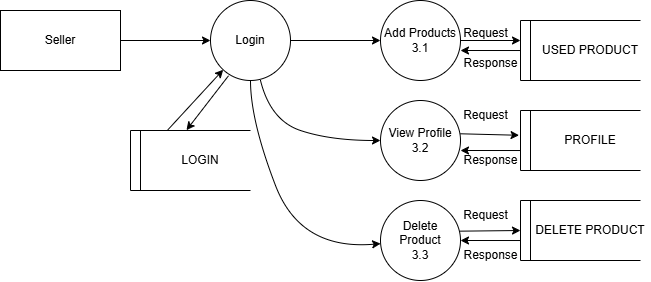 Seller
Login
Add Products
3.1
Request
Response
USED PRODUCT
LOGIN
View Profile
3.2
Request
Response
PROFILE
Delete
Product
3.3
Request
Response
DELETE PRODUCT